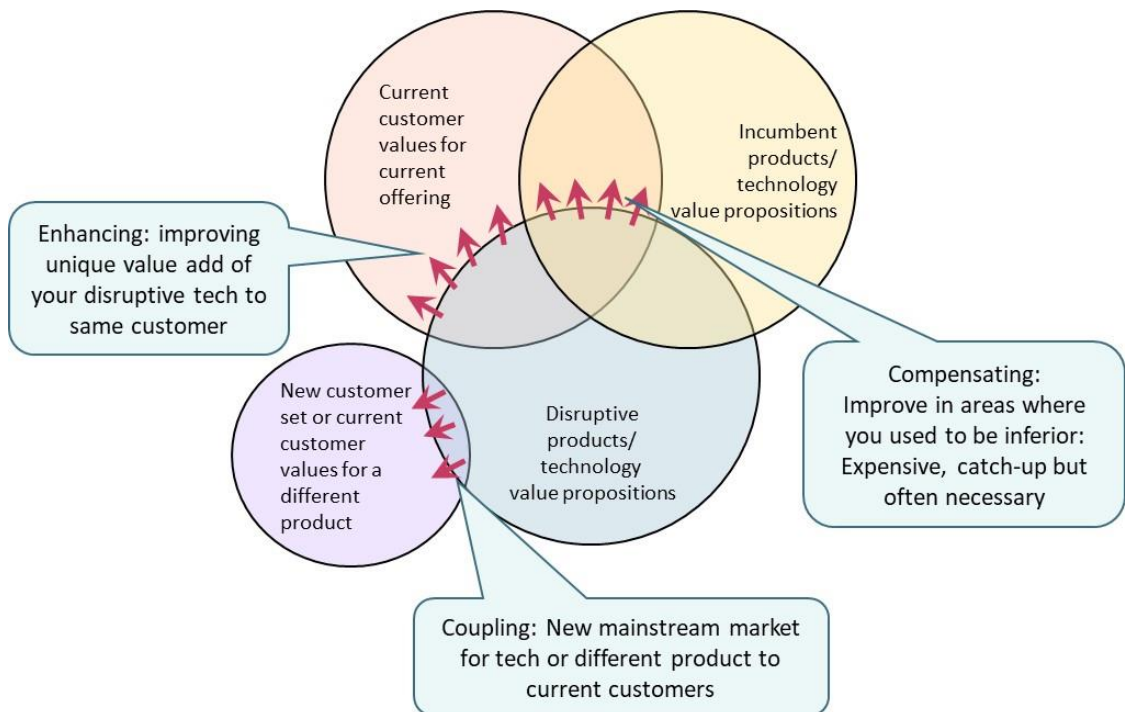 Current
customer
values for
current
offering
Incumbent
products/
technology
value propositions
Enhancing: improving
unique value add of
your disruptive tech to
same customer
Compensating:
Improve in areas where
you used to be inferior:
Expensive, catch-up but
often necessary
New customer
set or current
customer
values for a
different
product
Disruptive
products/
technology
value propositions
Coupling: New mainstream market
for tech or different product to
current customers